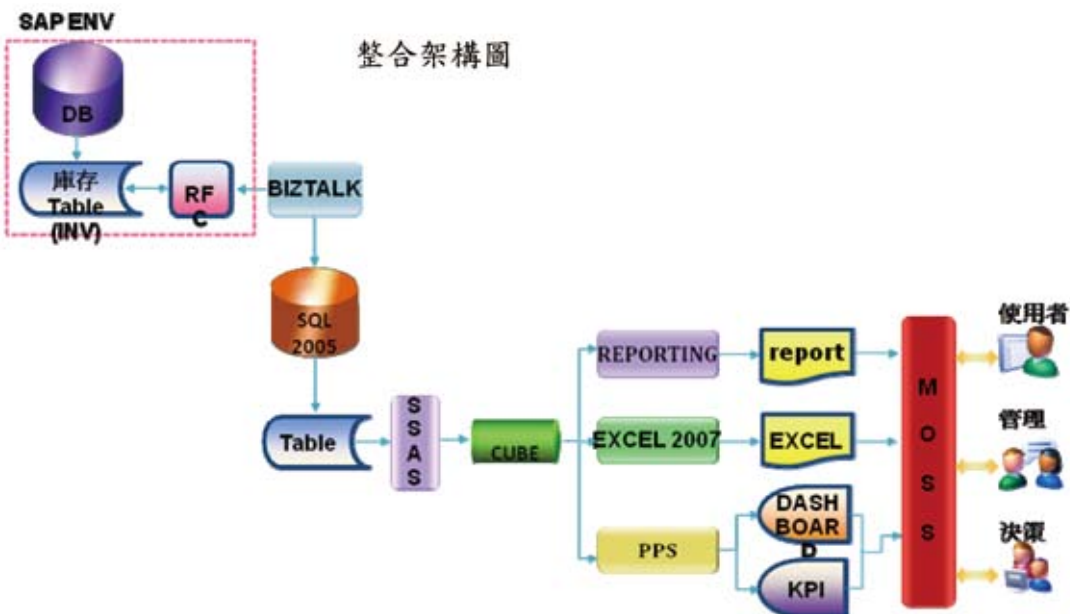 SAP ENV
整合架構圖
DB
庫存
Table
(INV)
RF
C
BIZTALK
SQL
2005
Table
S
S
A
S
CUBE
REPORTING
report
EXCEL 2007
EXCEL
PPS
DASH
BOAR
D
KPI
M
O
S
S
使用者
管理
決策